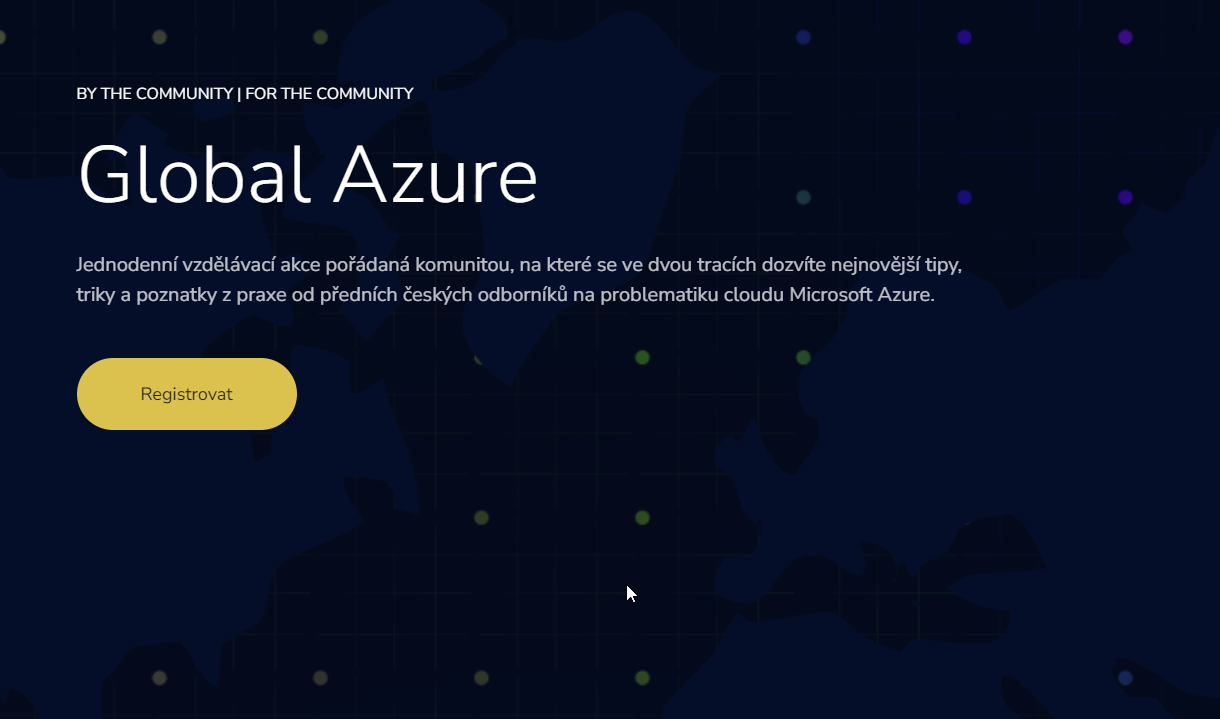 BY THE COMMUNITY | FOR THE COMMUNITY
Global Azure
Jednodenní vzdělávací akce pořádaná komunitou, na které se ve dvou tracích dozvíte nejnovější tipy,
triky a poznatky z praxe od předních českých odborníků na problematiku cloudu Microsoft Azure.
Registrovat